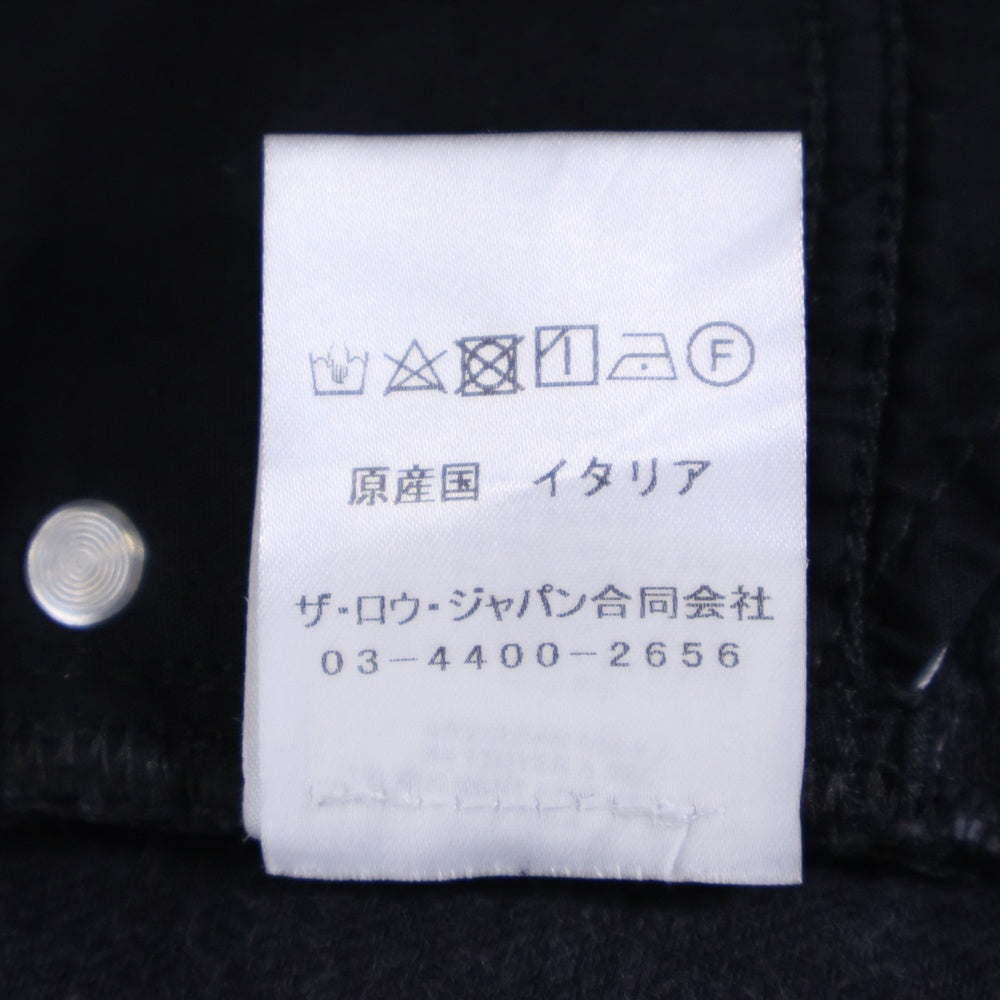 F
原産国　イタリア
ザ・ロウ・ジャパン合同会社
03-4400-2656